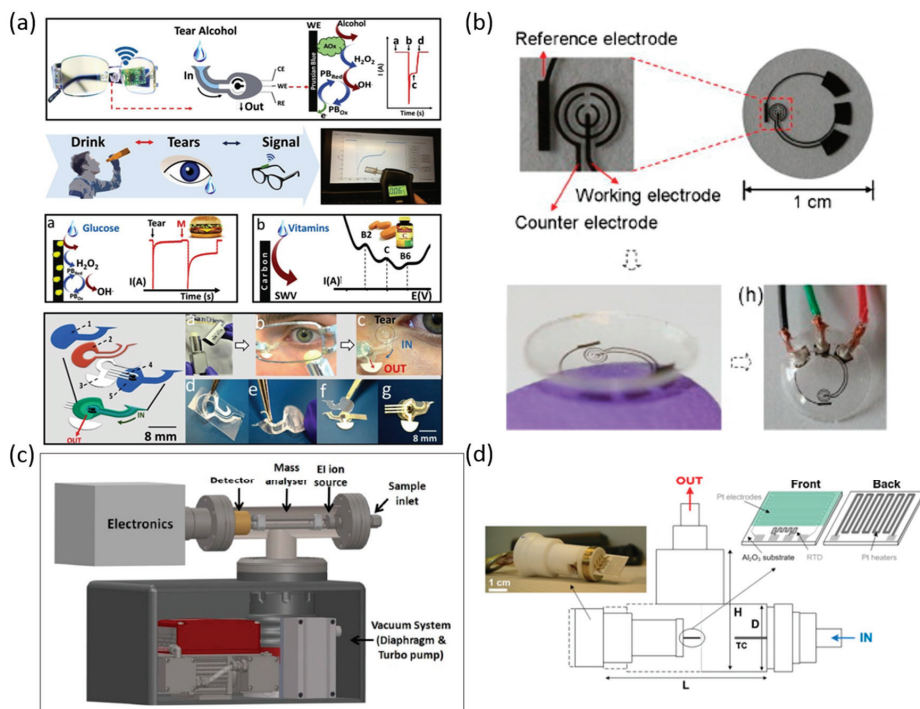 (a)
Tear Alcohol
In
Out
CE
WE
RE
WE
Alcohol
AOx
H₂O₂
Prussian Blue
PBRed
OH
PBOx
e
I (A)
a b d
c
Time (s)
Drink
Tears
Signal
a
Glucose
H₂O₂
PBRed
PBOx
OH-
Tear M
I(A)
Time (s)
b
Vitamins
Carbon
SWV
B2
C
B6
I(A)
E(V)
1
2
3
4
5
IN
OUT
8 mm
a
b
c
Tear
IN
OUT
d
e
f
g
8 mm
(b)
Reference electrode
Working electrode
Counter electrode
1 cm
(h)
(c)
Electronics
Detector
Mass
analyser
EI ion
source
Sample
inlet
Vacuum System
(Diaphragm &
Turbo pump)
(d)
OUT
Front
Back
Pt electrodes
Al₂O₃ substrate
RTD
Pt heaters
1 cm
H
D
TC
IN
L